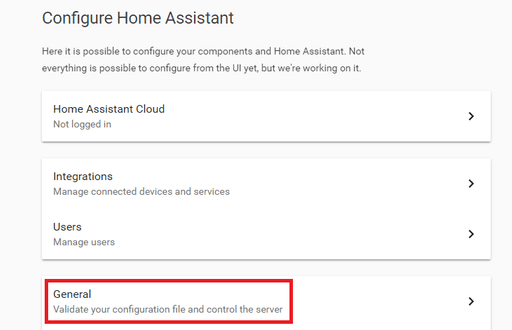 Configure Home Assistant
Here it is possible to configure your components and Home Assistant. Not
everything is possible to configure from the UI yet, but we're working on it.
Home Assistant Cloud
Not logged in
Integrations
Manage connected devices and services
Users
Manage users
General
Validate your configuration file and control the server